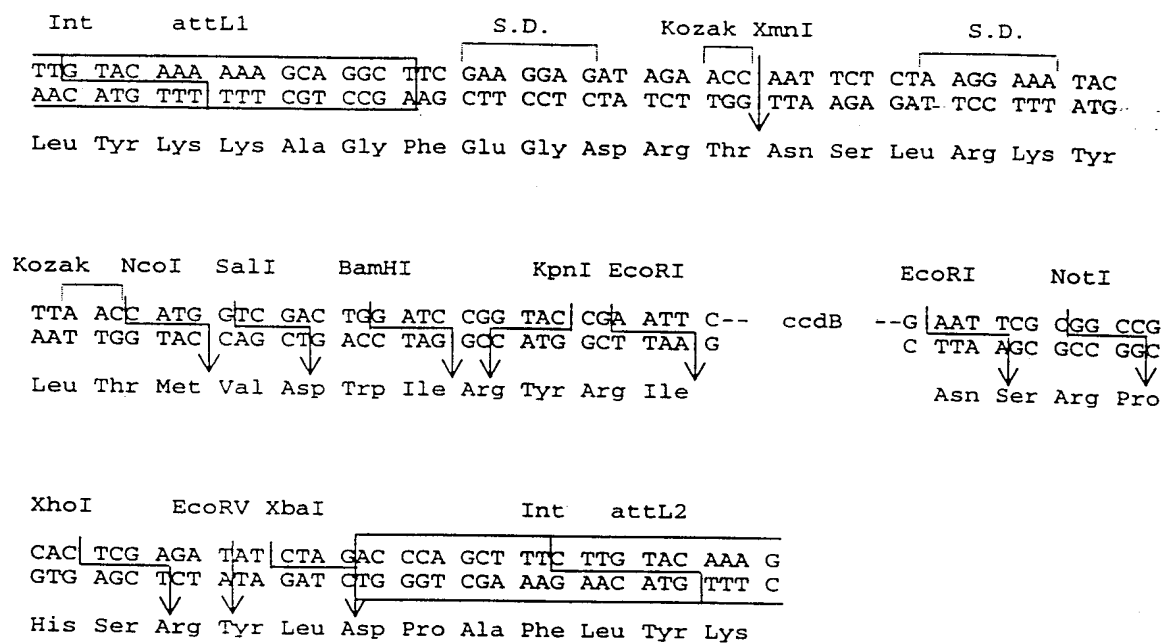 Int attL1 S.D. Kozak XmnI S.D.
TTG TAC AAA AAA GCA GGC TTC GAA GGA GAT AGA ACC AAT TCT CTA AGG AAA TAC
AAC ATG TTT TTT CGT CCG AAG CTT CCT CTA TCT TGG TTA AGA GAT TCC TTT ATG
Leu Tyr Lys Lys Ala Gly Phe Glu Gly Asp Arg Thr Asn Ser Leu Arg Lys Tyr
Kozak NcoI SalI BamHI KpnI EcoRI EcoRI NotI
TTA ACC ATG GTC GAC TGG ATC CGG TAC CGA ATT C-- ccdB --G AAT TCG CGG CCG
AAT TGG TAC CAG CTG ACC TAG GCC ATG GCT TAA G C TTA AGC GCC GGC
Leu Thr Met Val Asp Trp Ile Arg Tyr Arg Ile Asn Ser Arg Pro
XhoI EcoRV XbaI Int attL2
CAC TCG AGA TAT CTA GAC CCA GCT TTC TTG TAC AAA G
GTG AGC TCT ATA GAT CTG GGT CGA AAG AAC ATG TTT C
His Ser Arg Tyr Leu Asp Pro Ala Phe Leu Tyr Lys